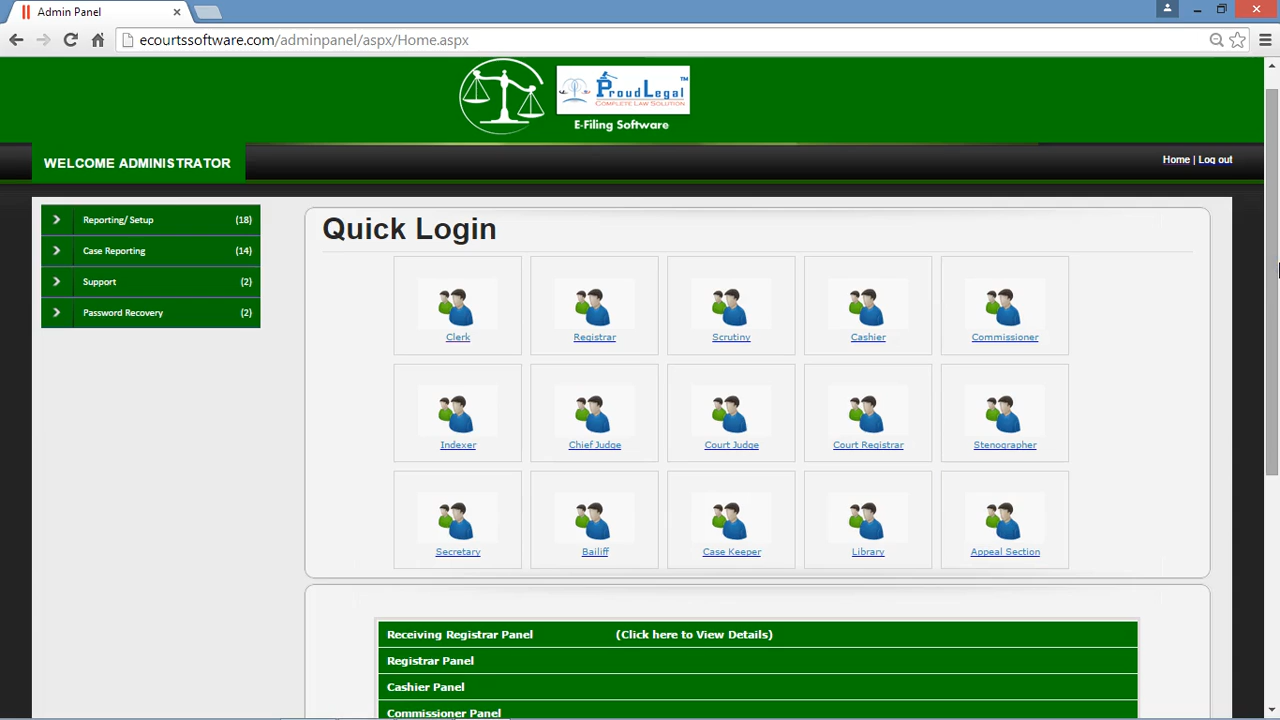 Admin Panel
ecourtssoftware.com/adminpanel/aspx/Home.aspx
ProudLegal™
COMPLETE LAW SOLUTION
E-Filing Software
WELCOME ADMINISTRATOR
Home | Log out
Reporting/ Setup (18)
Case Reporting (14)
Support (2)
Password Recovery (2)
Quick Login
Clerk Registrar Scrutiny Cashier Commissioner
Indexer Chief Judge Court Judge Court Registrar Stenographer
Secretary Bailiff Case Keeper Library Appeal Section
Receiving Registrar Panel (Click here to View Details)
Registrar Panel
Cashier Panel
Commissioner Panel